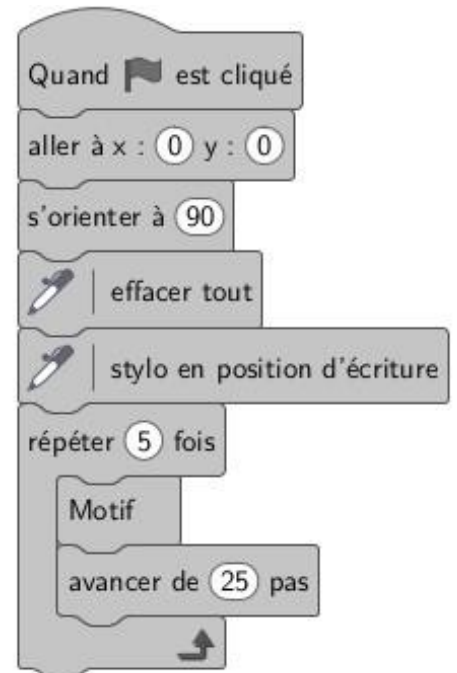 Quand est cliqué
aller à x : 0 y : 0
s'orienter à 90
effacer tout
stylo en position d'écriture
répéter 5 fois
Motif
avancer de 25 pas